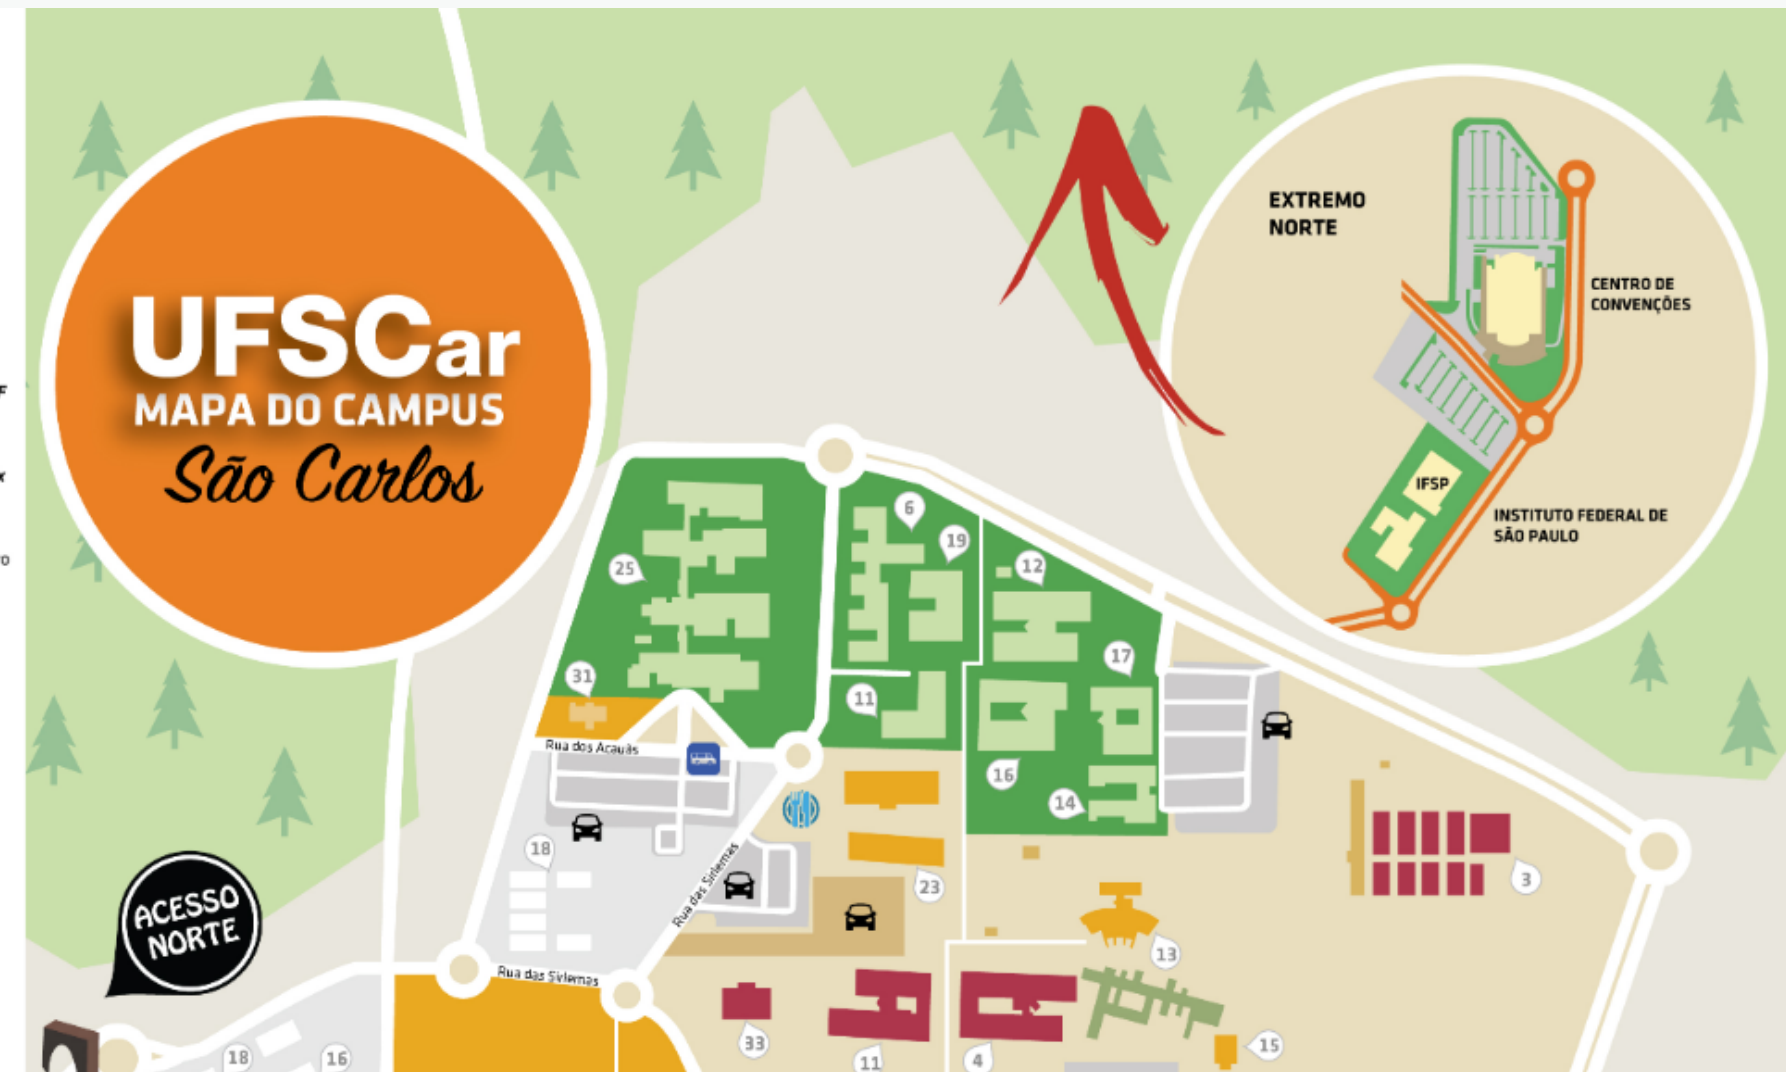 UFSCar
MAPA DO CAMPUS
São Carlos
EXTREMO
NORTE
CENTRO DE
CONVENÇÕES
IFSP
INSTITUTO FEDERAL DE
SÃO PAULO
6
19
12
25
17
31
11
Rua dos Acauãs
16
14
18
Rua das Siriemas
23
3
ACESSO
NORTE
13
Rua das Siriemas
33
11
4
15
18
16